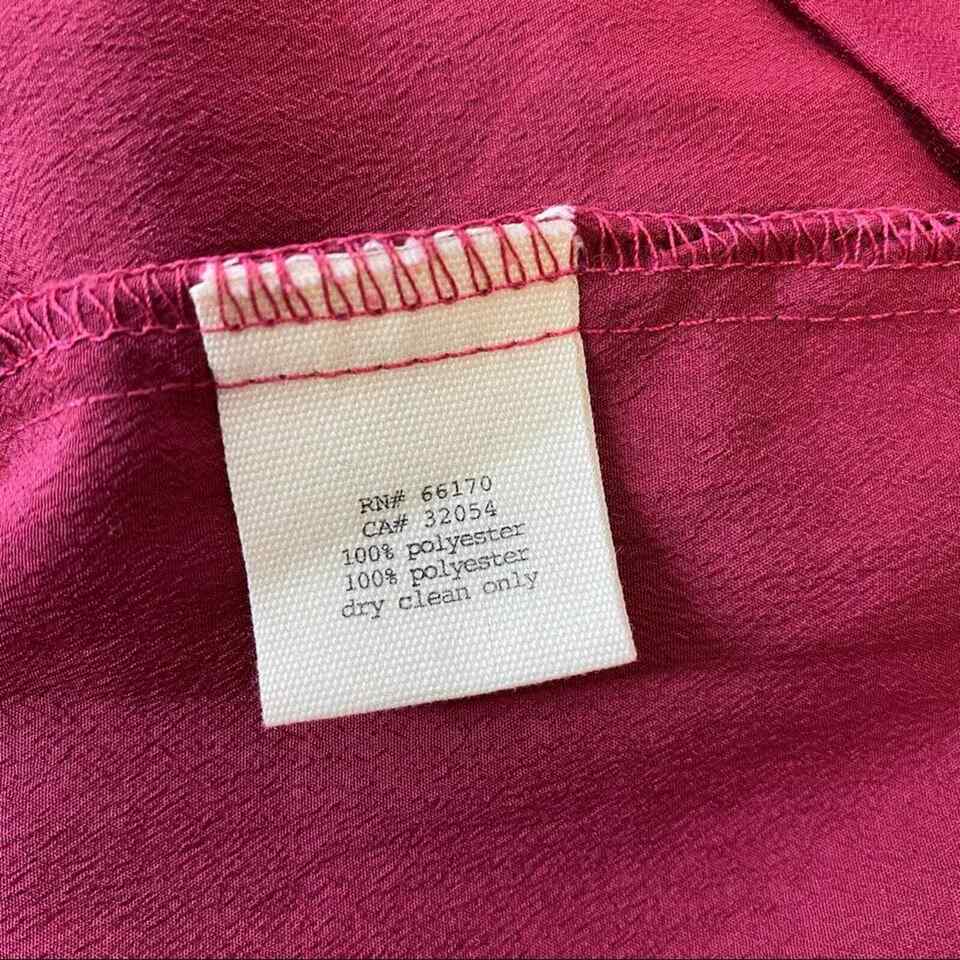 RN# 66170
CA# 32054
100% polyester
100% polyester
dry clean only